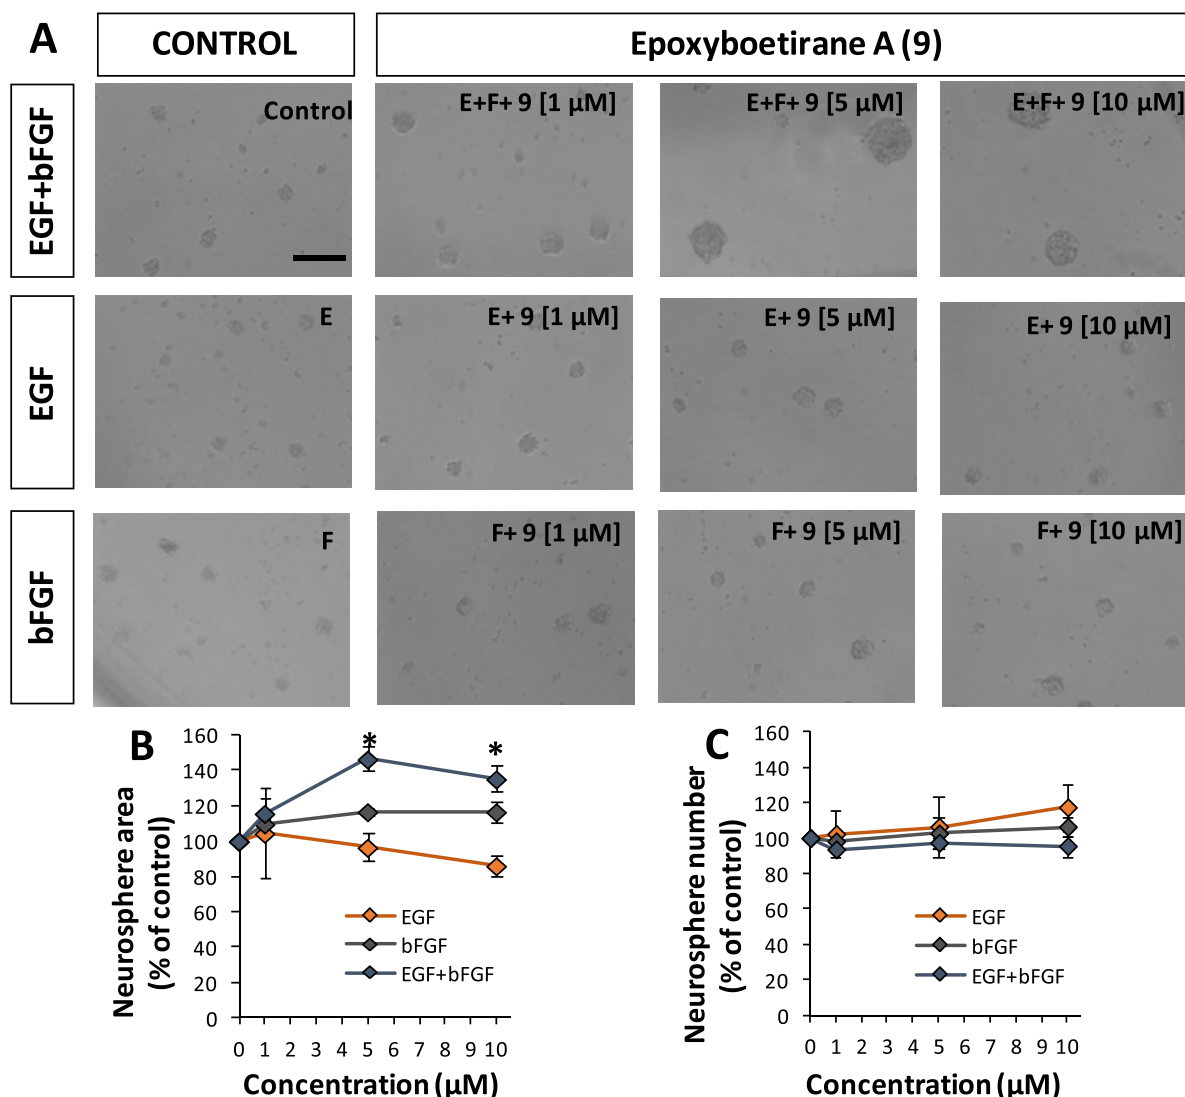 A
CONTROL
Epoxyboetirane A (9)
EGF+bFGF
Control
E+F+ 9 [1 µM]
E+F+ 9 [5 µM]
E+F+ 9 [10 µM]
EGF
E
E+ 9 [1 µM]
E+ 9 [5 µM]
E+ 9 [10 µM]
bFGF
F
F+ 9 [1 µM]
F+ 9 [5 µM]
F+ 9 [10 µM]
B
Neurosphere area
(% of control)
160
140
120
100
80
60
40
20
0
* *
EGF
bFGF
EGF+bFGF
0 1 2 3 4 5 6 7 8 9 10
Concentration (µM)
C
Neurosphere number
(% of control)
160
140
120
100
80
60
40
20
0
EGF
bFGF
EGF+bFGF
0 1 2 3 4 5 6 7 8 9 10
Concentration (µM)